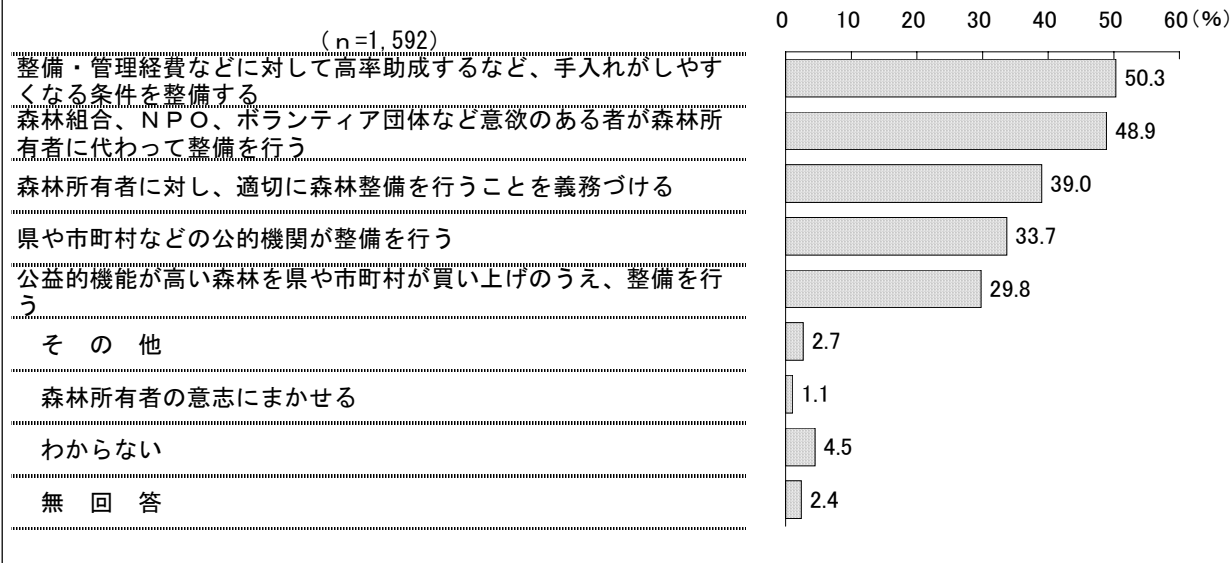 0 10 20 30 40 50 60(%)
(n=1,592)
整備・管理経費などに対して高率助成するなど、手入れがしやす
くなる条件を整備する
50.3
森林組合、NPO、ボランティア団体など意欲のある者が森林所
有者に代わって整備を行う
48.9
森林所有者に対し、適切に森林整備を行うことを義務づける
39.0
県や市町村などの公的機関が整備を行う
33.7
公益的機能が高い森林を県や市町村が買い上げのうえ、整備を行
う
29.8
そ の 他
2.7
森林所有者の意志にまかせる
1.1
わからない
4.5
無 回 答
2.4